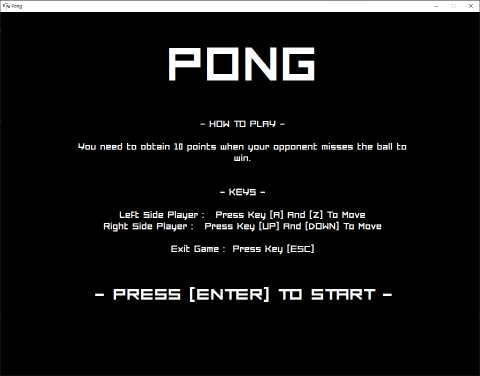 Pong
PONG
- HOW TO PLAY -
You need to obtain 10 points when your opponent misses the ball to
win.
- KEYS -
Left Side Player : Press Key [A] And [Z] To Move
Right Side Player : Press Key [UP] And [DOWN] To Move
Exit Game : Press Key [ESC]
- PRESS [ENTER] TO START -